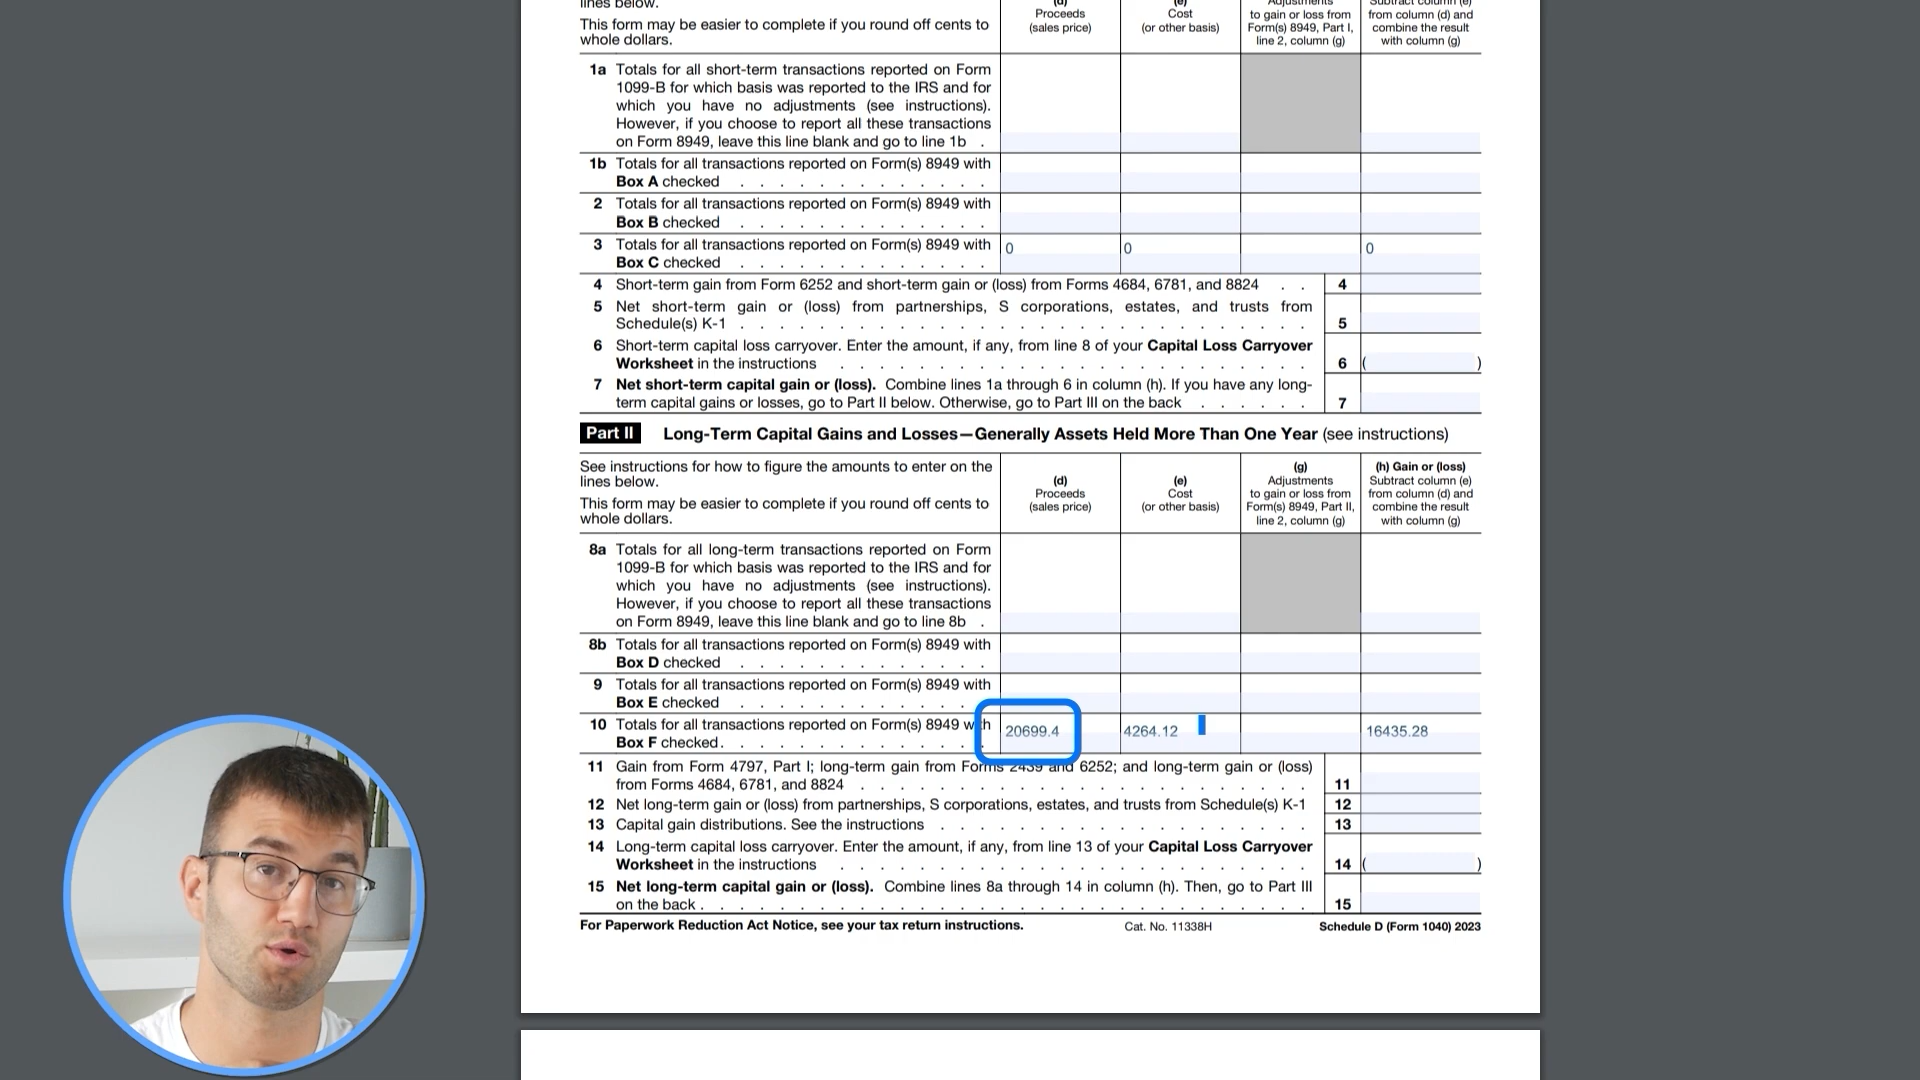 lines below.
This form may be easier to complete if you round off cents to
whole dollars.
(d)
Proceeds
(sales price)
(e)
Cost
(or other basis)
Adjustments
to gain or loss from
Form(s) 8949, Part I,
line 2, column (g)
Subtract column (e)
from column (d) and
combine the result
with column (g)
1a Totals for all short-term transactions reported on Form
1099-B for which basis was reported to the IRS and for
which you have no adjustments (see instructions).
However, if you choose to report all these transactions
on Form 8949, leave this line blank and go to line 1b .
1b Totals for all transactions reported on Form(s) 8949 with
Box A checked . . . . . . . . . . . . .
2 Totals for all transactions reported on Form(s) 8949 with
Box B checked . . . . . . . . . . . . .
3 Totals for all transactions reported on Form(s) 8949 with 0 0 0
Box C checked . . . . . . . . . . . . .
4 Short-term gain from Form 6252 and short-term gain or (loss) from Forms 4684, 6781, and 8824 . . 4
5 Net short-term gain or (loss) from partnerships, S corporations, estates, and trusts from
Schedule(s) K-1 . . . . . . . . . . . . . . . . . . . . . . . . . . . . . 5
6 Short-term capital loss carryover. Enter the amount, if any, from line 8 of your Capital Loss Carryover
Worksheet in the instructions . . . . . . . . . . . . . . . . . . . . . . . . 6 ( )
7 Net short-term capital gain or (loss). Combine lines 1a through 6 in column (h). If you have any long-
term capital gains or losses, go to Part II below. Otherwise, go to Part III on the back . . . . . . 7
Part II Long-Term Capital Gains and Losses—Generally Assets Held More Than One Year (see instructions)
See instructions for how to figure the amounts to enter on the
lines below.
This form may be easier to complete if you round off cents to
whole dollars.
(d)
Proceeds
(sales price)
(e)
Cost
(or other basis)
(g)
Adjustments
to gain or loss from
Form(s) 8949, Part II,
line 2, column (g)
(h) Gain or (loss)
Subtract column (e)
from column (d) and
combine the result
with column (g)
8a Totals for all long-term transactions reported on Form
1099-B for which basis was reported to the IRS and for
which you have no adjustments (see instructions).
However, if you choose to report all these transactions
on Form 8949, leave this line blank and go to line 8b .
8b Totals for all transactions reported on Form(s) 8949 with
Box D checked . . . . . . . . . . . . .
9 Totals for all transactions reported on Form(s) 8949 with
Box E checked . . . . . . . . . . . . .
10 Totals for all transactions reported on Form(s) 8949 with 20699.4 4264.12 16435.28
Box F checked. . . . . . . . . . . . . .
11 Gain from Form 4797, Part I; long-term gain from Forms 2439 and 6252; and long-term gain or (loss)
from Forms 4684, 6781, and 8824 . . . . . . . . . . . . . . . . . . . . . . . 11
12 Net long-term gain or (loss) from partnerships, S corporations, estates, and trusts from Schedule(s) K-1 12
13 Capital gain distributions. See the instructions . . . . . . . . . . . . . . . . . . . 13
14 Long-term capital loss carryover. Enter the amount, if any, from line 13 of your Capital Loss Carryover
Worksheet in the instructions . . . . . . . . . . . . . . . . . . . . . . . . 14 ( )
15 Net long-term capital gain or (loss). Combine lines 8a through 14 in column (h). Then, go to Part III
on the back . . . . . . . . . . . . . . . . . . . . . . . . . . . . . . . 15
For Paperwork Reduction Act Notice, see your tax return instructions. Cat. No. 11338H Schedule D (Form 1040) 2023